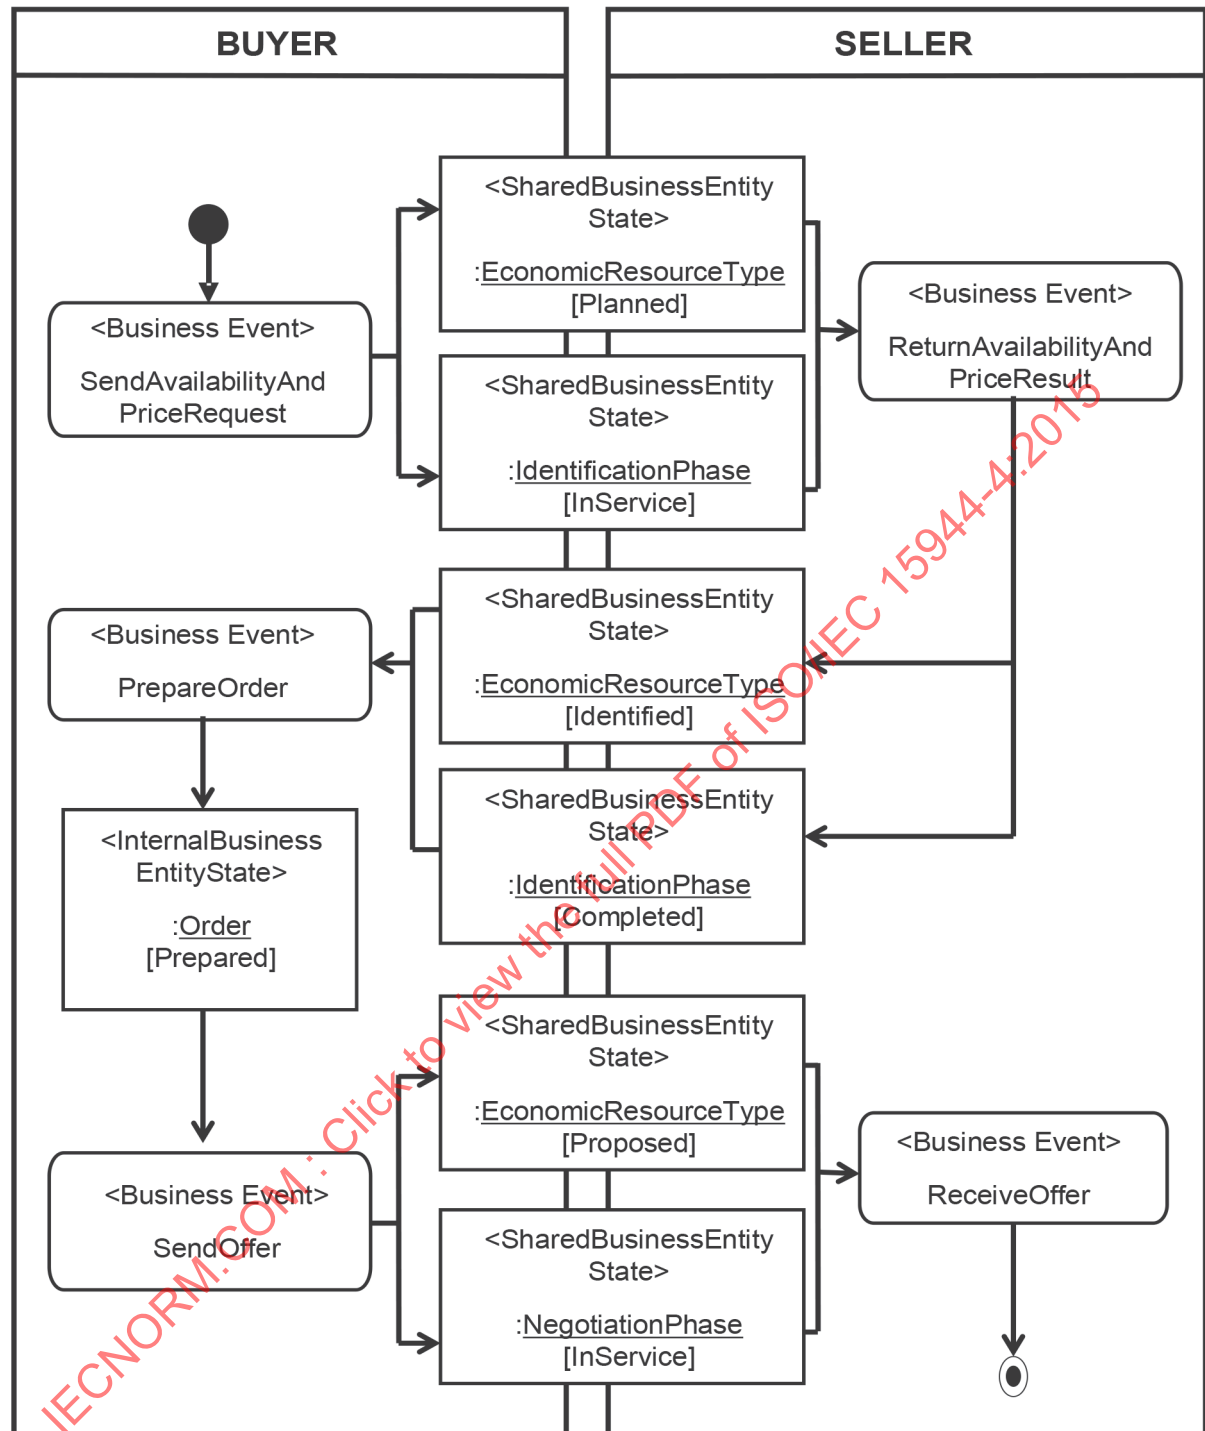 BUYER
SELLER
<SharedBusinessEntity
State>
:EconomicResourceType
[Planned]
<Business Event>
SendAvailabilityAnd
PriceRequest
<Business Event>
ReturnAvailabilityAnd
PriceResult
<SharedBusinessEntity
State>
:IdentificationPhase
[InService]
<SharedBusinessEntity
State>
:EconomicResourceType
[Identified]
<Business Event>
PrepareOrder
<SharedBusinessEntity
State>
:IdentificationPhase
[Completed]
<InternalBusiness
EntityState>
:Order
[Prepared]
<SharedBusinessEntity
State>
:EconomicResourceType
[Proposed]
<Business Event>
SendOffer
<Business Event>
ReceiveOffer
<SharedBusinessEntity
State>
:NegotiationPhase
[InService]
IECNORM.COM : Click to view the full PDF of ISO/IEC 15944-4:2015